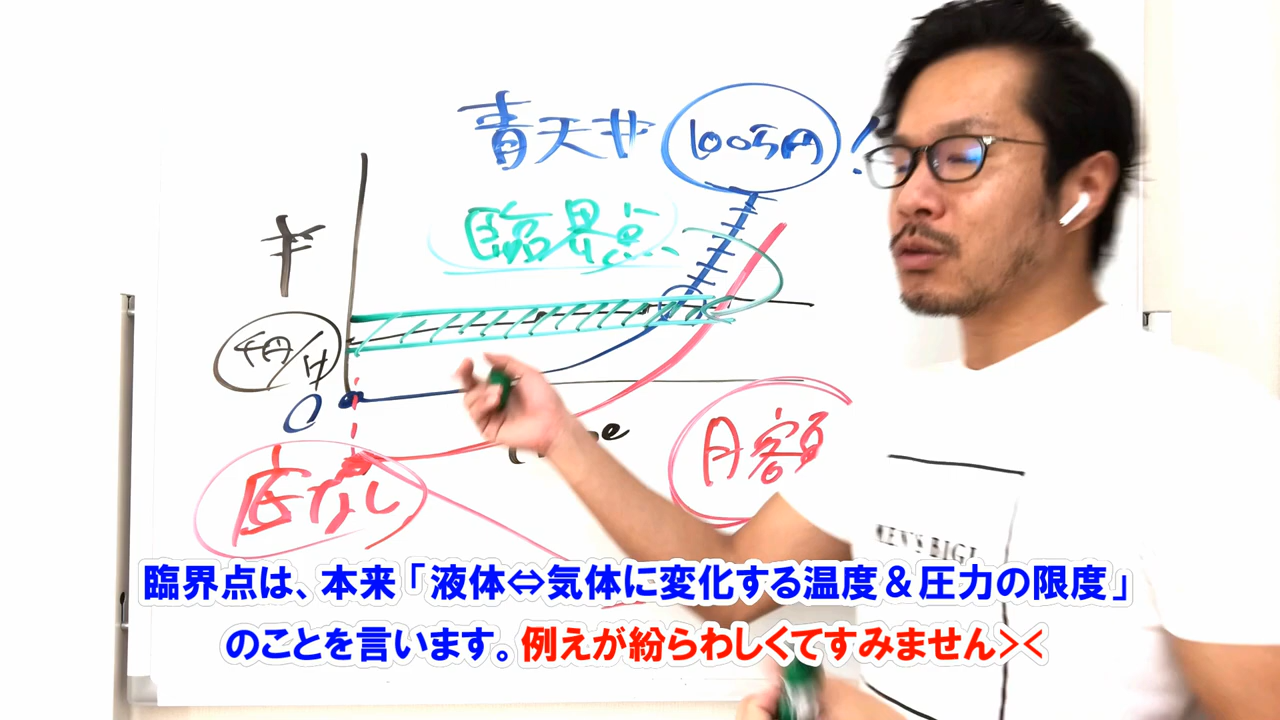 青天井 100万円!
¥
臨界点
千円/H
0
月額
底なし
臨界点は、本来「液体⇔気体に変化する温度&圧力の限度」
のことを言います。例えが紛らわしくてすみません><